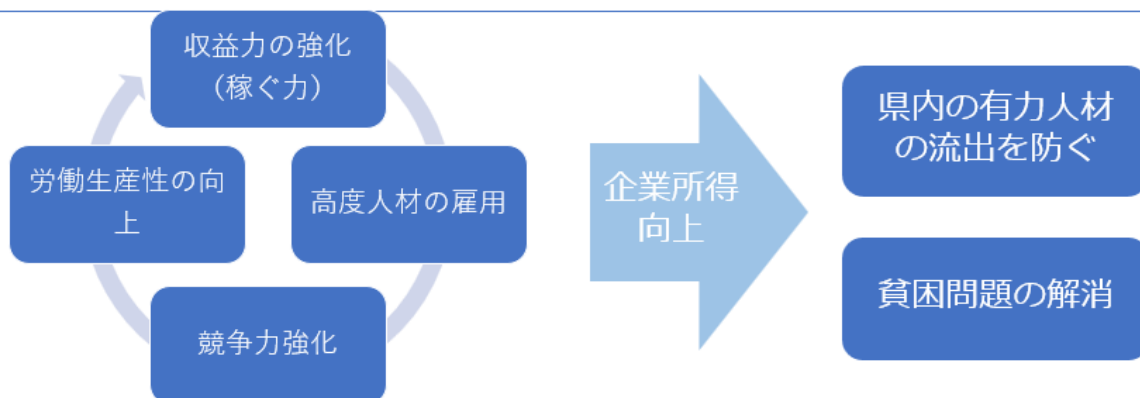 収益力の強化
（稼ぐ力）
労働生産性の向
上
高度人材の雇用
競争力強化
企業所得
向上
県内の有力人材
の流出を防ぐ
貧困問題の解消